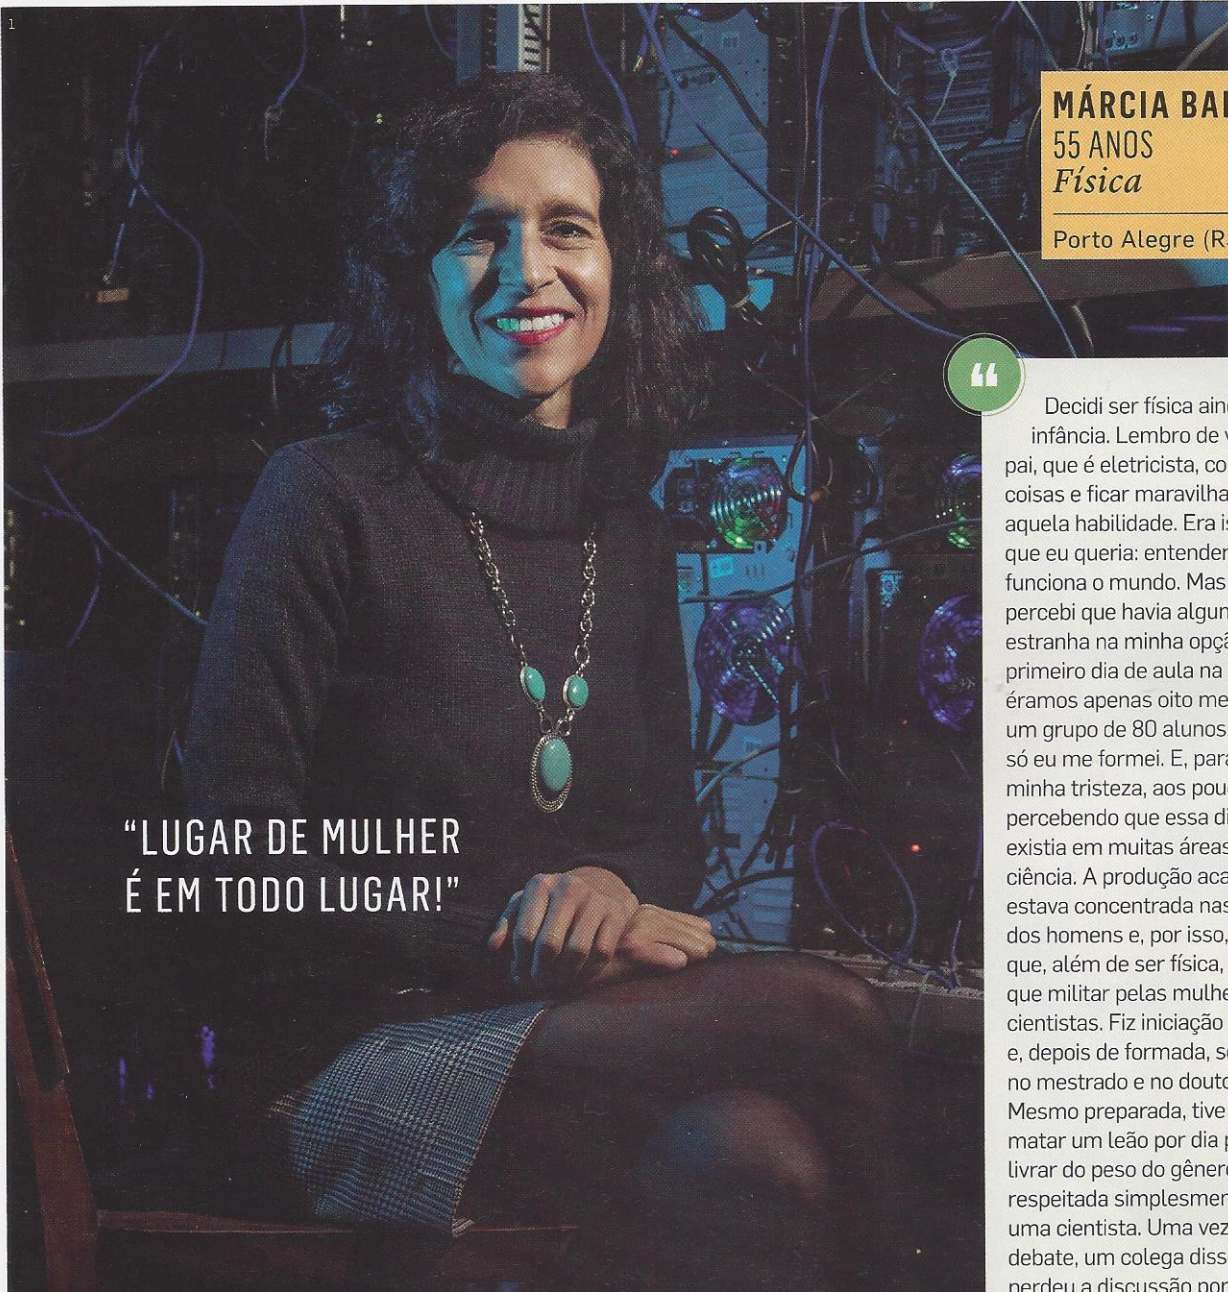 1
MÁRCIA BA
55 ANOS
Física
Porto Alegre (R
“
Decidi ser física ain
infância. Lembro de v
pai, que é eletricista, co
coisas e ficar maravilha
aquela habilidade. Era is
que eu queria: entender
funciona o mundo. Mas
percebi que havia algum
estranha na minha opçã
primeiro dia de aula na
éramos apenas oito me
um grupo de 80 alunos.
só eu me formei. E, para
minha tristeza, aos pou
percebendo que essa di
existia em muitas áreas
ciência. A produção aca
estava concentrada nas
dos homens e, por isso,
que, além de ser física,
que militar pelas mulhe
cientistas. Fiz iniciação
e, depois de formada, s
no mestrado e no douto
Mesmo preparada, tive
matar um leão por dia p
livrar do peso do gêner
respeitada simplesmen
uma cientista. Uma vez
debate, um colega diss
perdeu a discussão por
“LUGAR DE MULHER
É EM TODO LUGAR!”